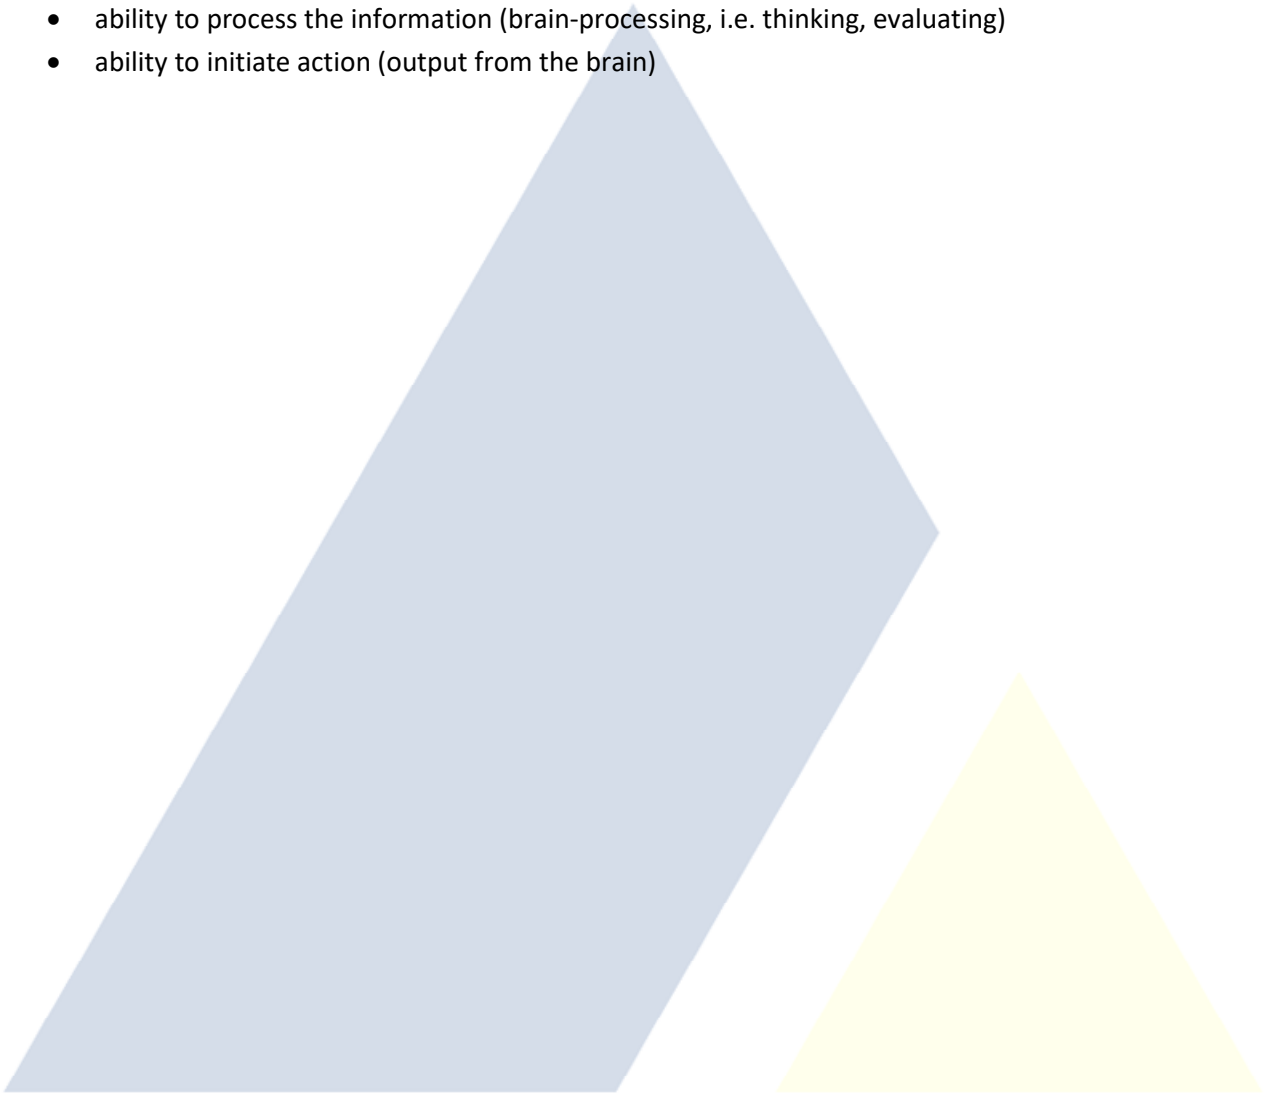 • ability to process the information (brain-processing, i.e. thinking, evaluating)
• ability to initiate action (output from the brain)